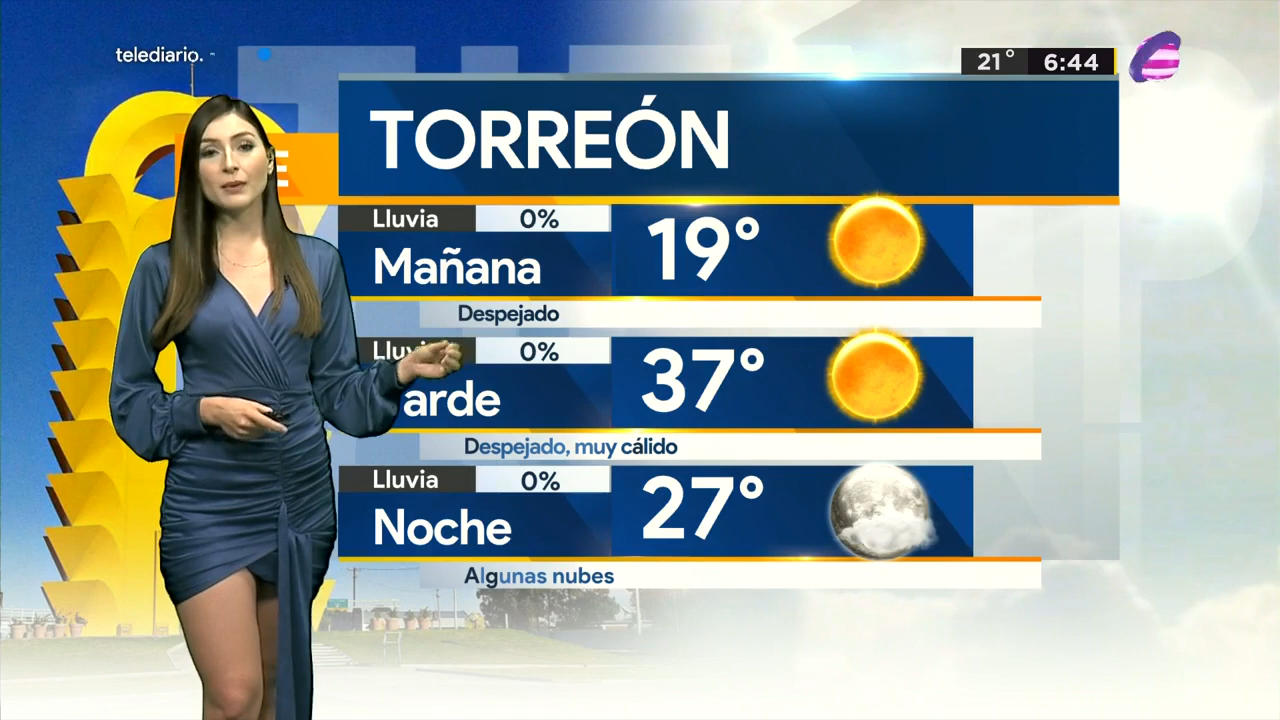 telediario.
21° 6:44
TORREÓN
Lluvia 0%
Mañana 19°
Despejado
0%
arde 37°
Despejado, muy cálido
Lluvia 0%
Noche 27°
Algunas nubes